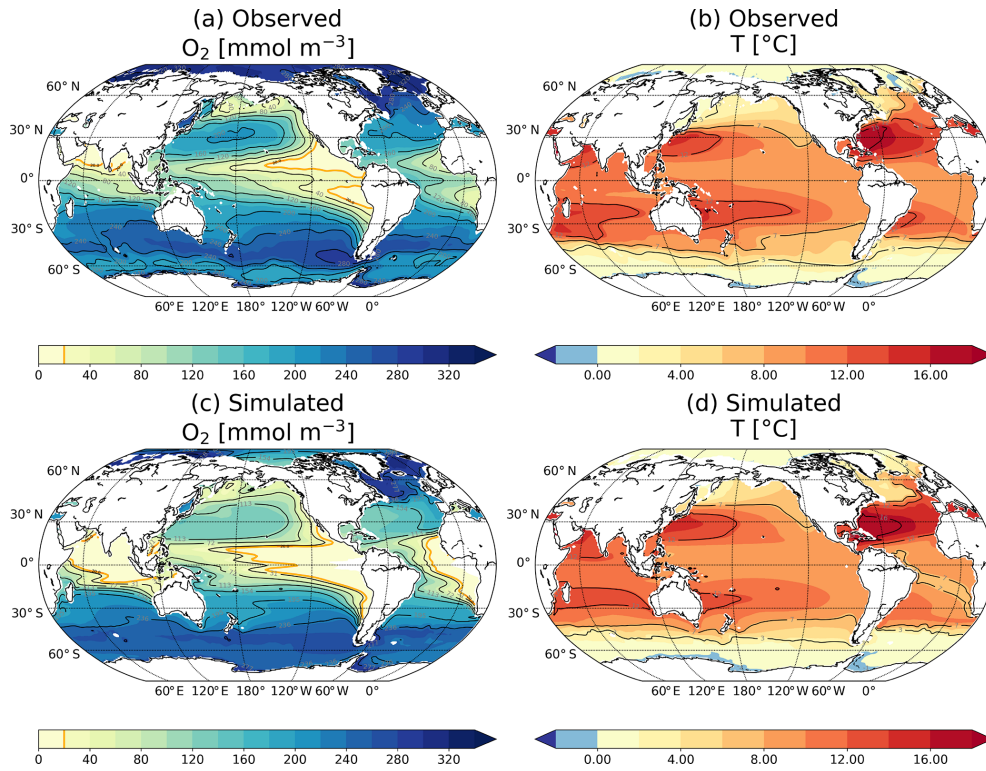 (a) Observed
O₂ [mmol m⁻³]
(b) Observed
T [°C]
60° N
30° N
0°
30° S
60° S
60°E 120°E 180° 120°W 60°W 0°
60° N
30° N
0°
30° S
60° S
60°E 120°E 180° 120°W 60°W 0°
0 40 80 120 160 200 240 280 320
0.00 4.00 8.00 12.00 16.00
(c) Simulated
O₂ [mmol m⁻³]
(d) Simulated
T [°C]
60° N
30° N
0°
30° S
60° S
60°E 120°E 180° 120°W 60°W 0°
60° N
30° N
0°
30° S
60° S
60°E 120°E 180° 120°W 60°W 0°
0 40 80 120 160 200 240 280 320
0.00 4.00 8.00 12.00 16.00